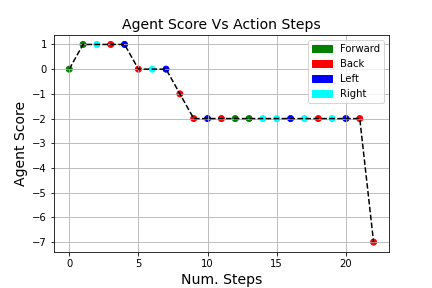 Agent Score Vs Action Steps
Agent Score
1
0
−1
−2
−3
−4
−5
−6
−7
Forward
Back
Left
Right
0 5 10 15 20
Num. Steps